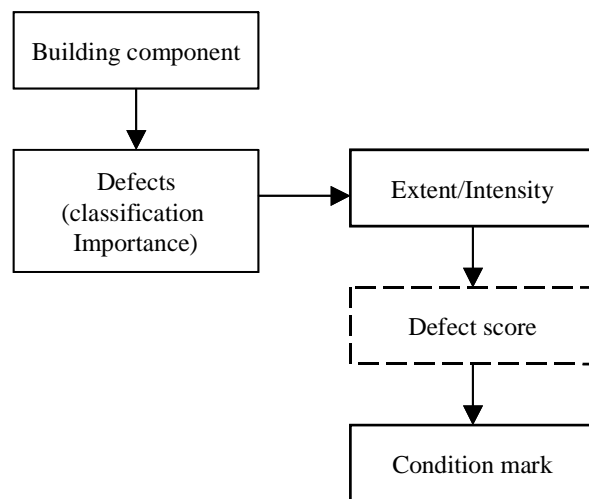 Building component
Defects
(classification
Importance)
Extent/Intensity
Defect score
Condition mark